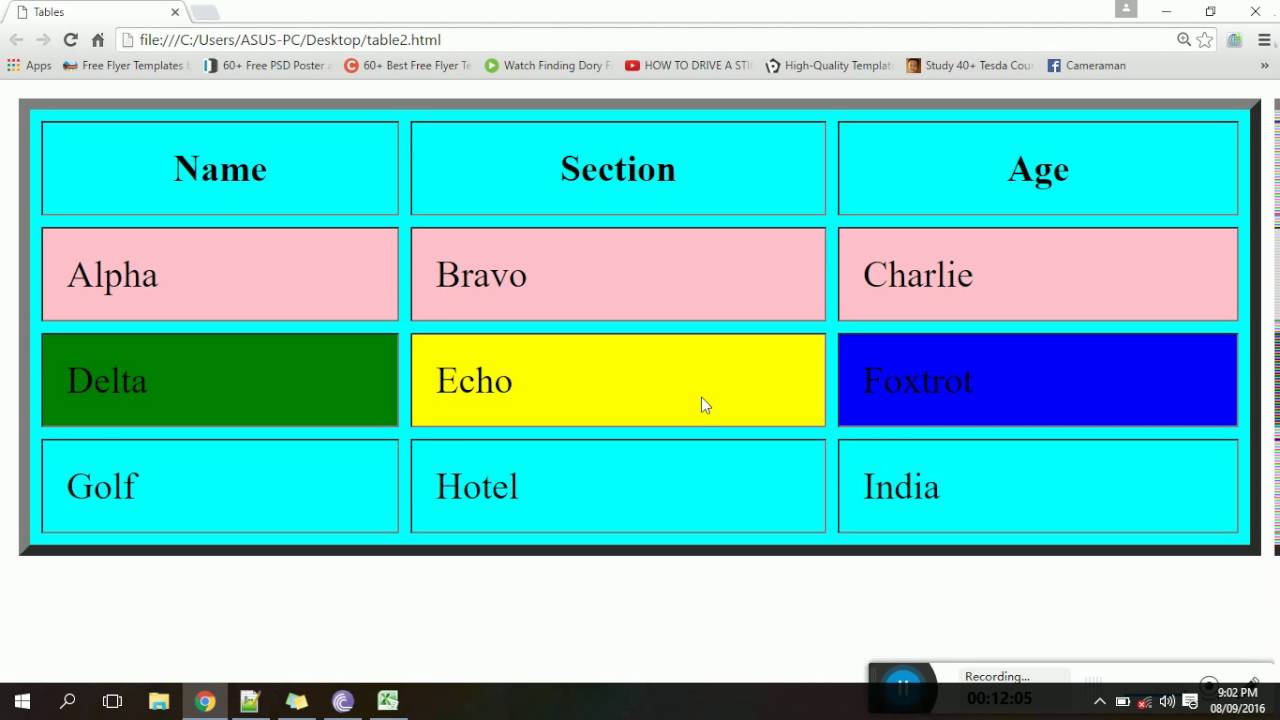 Tables
file:///C:/Users/ASUS-PC/Desktop/table2.html
Apps Free Flyer Templates 60+ Free PSD Poster 60+ Best Free Flyer Te Watch Finding Dory F HOW TO DRIVE A STI High-Quality Templat Study 40+ Tesda Cou Cameraman »
Name Section Age
Alpha Bravo Charlie
Delta Echo Foxtrot
Golf Hotel India
Recording...
00:12:05
9:02 PM
08/09/2016